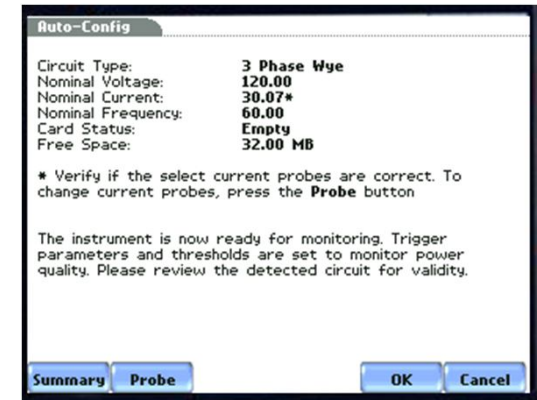 Auto-Config
Circuit Type: 3 Phase Wye
Nominal Voltage: 120.00
Nominal Current: 30.07*
Nominal Frequency: 60.00
Card Status: Empty
Free Space: 32.00 MB
* Verify if the select current probes are correct. To
change current probes, press the Probe button
The instrument is now ready for monitoring. Trigger
parameters and thresholds are set to monitor power
quality. Please review the detected circuit for validity.
Summary Probe OK Cancel